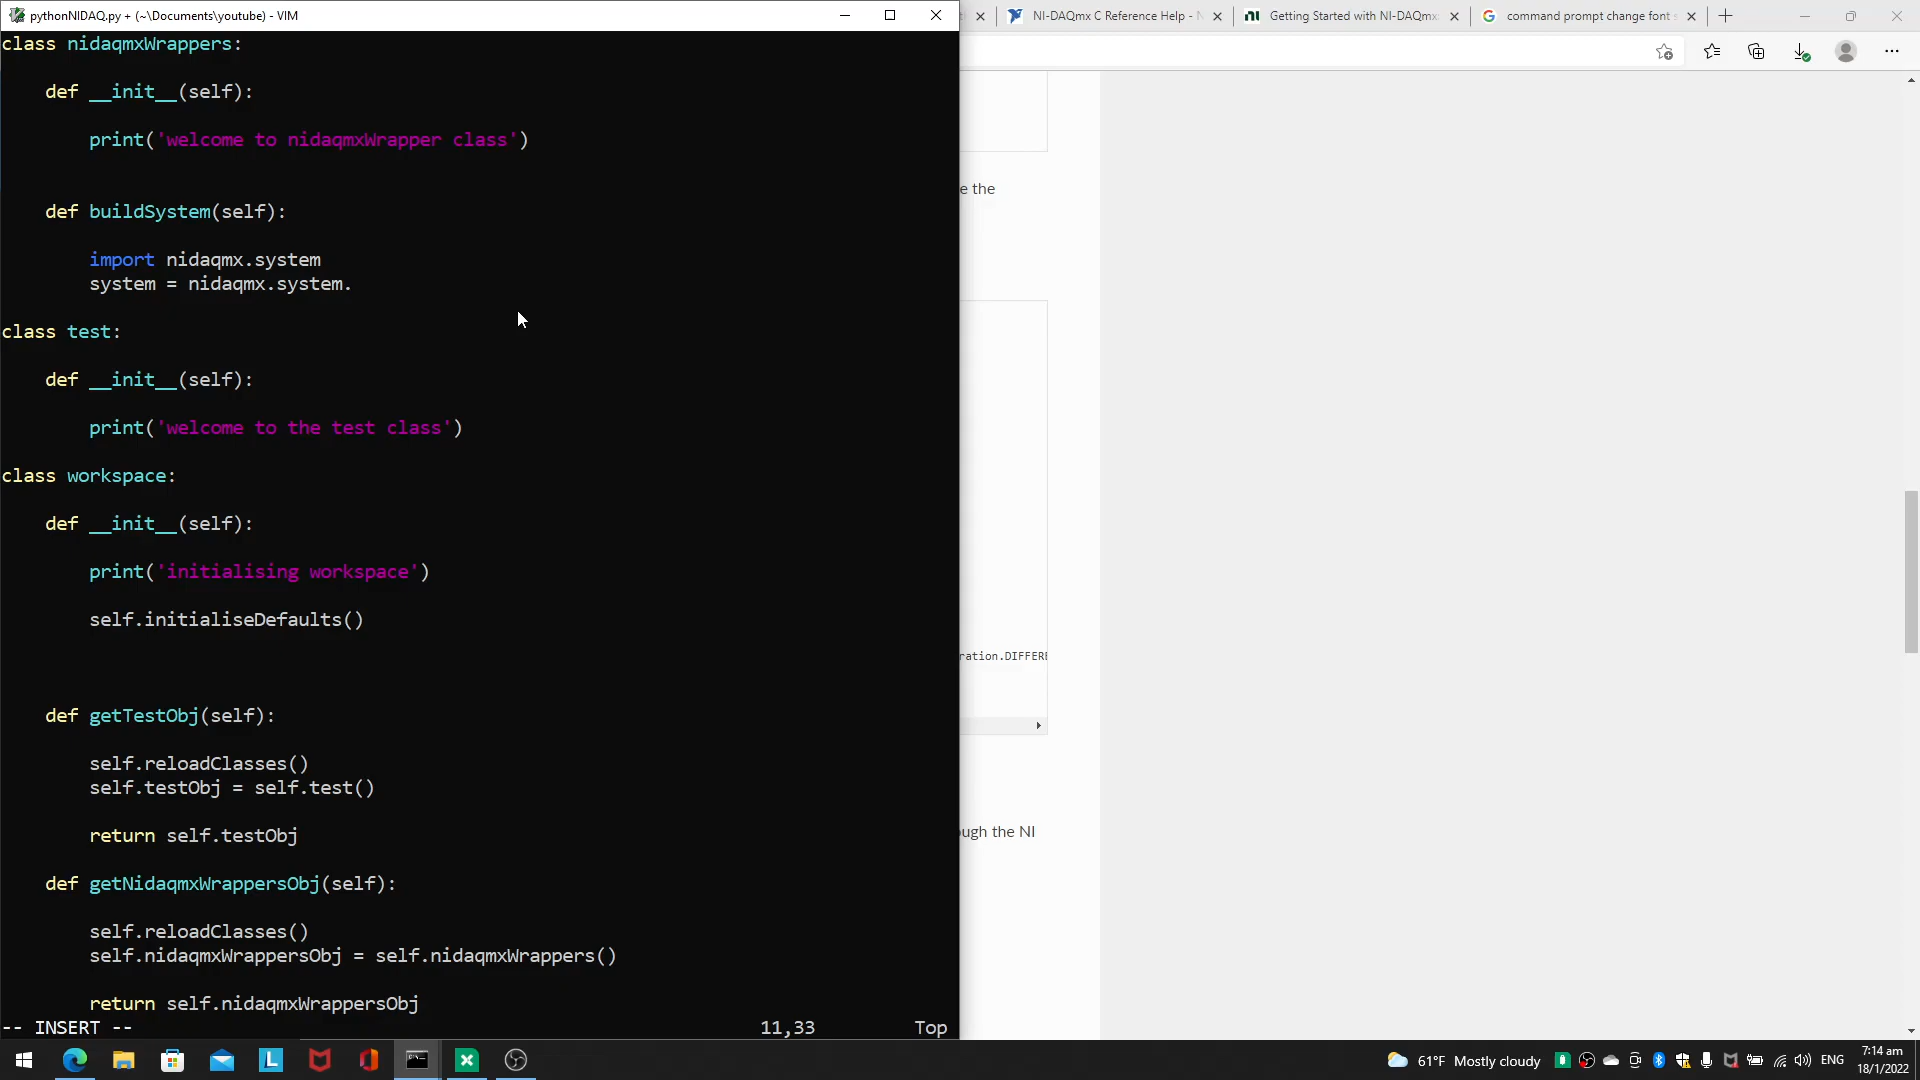 pythonNIDAQ.py + (~\Documents\youtube) - VIM
NI-DAQmx C Reference Help - N
Getting Started with NI-DAQmx
command prompt change font s
class nidaqmxWrappers:
def __init__(self):
print('welcome to nidaqmxWrapper class')
def buildSystem(self):
import nidaqmx.system
system = nidaqmx.system.
class test:
def __init__(self):
print('welcome to the test class')
class workspace:
def __init__(self):
print('initialising workspace')
self.initialiseDefaults()
def getTestObj(self):
self.reloadClasses()
self.testObj = self.test()
return self.testObj
def getNidaqmxWrappersObj(self):
self.reloadClasses()
self.nidaqmxWrappersObj = self.nidaqmxWrappers()
return self.nidaqmxWrappersObj
-- INSERT -- 11,33 Top
e the
ration.DIFFERE
ough the NI
61°F Mostly cloudy
ENG
7:14 am
18/1/2022